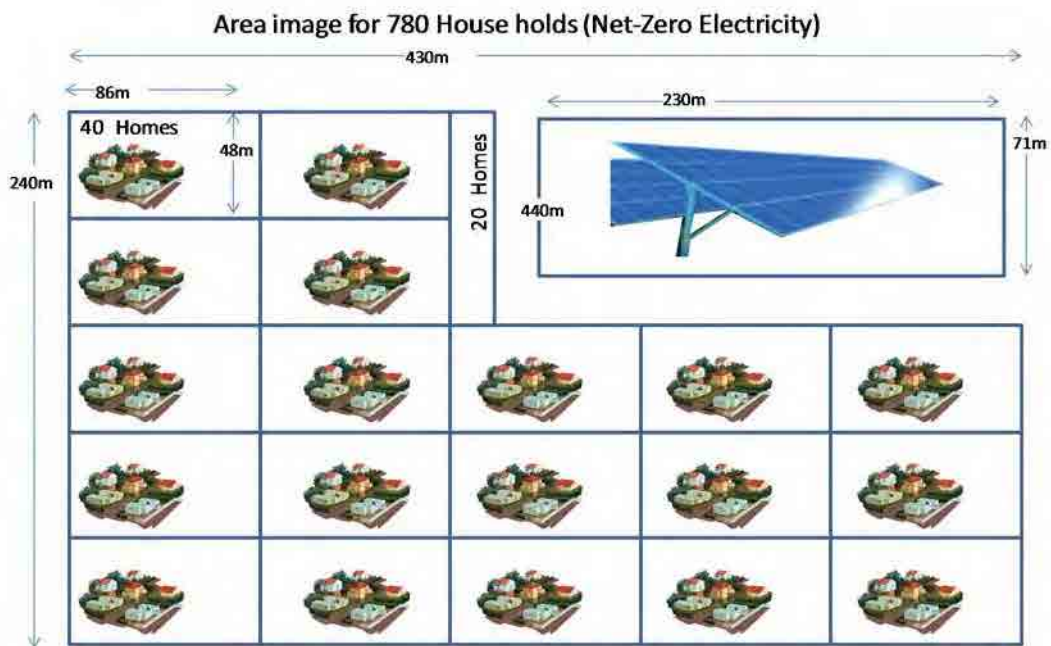 Area image for 780 House holds (Net-Zero Electricity)
430m
86m
230m
40 Homes
48m
20 Homes
71m
240m
440m